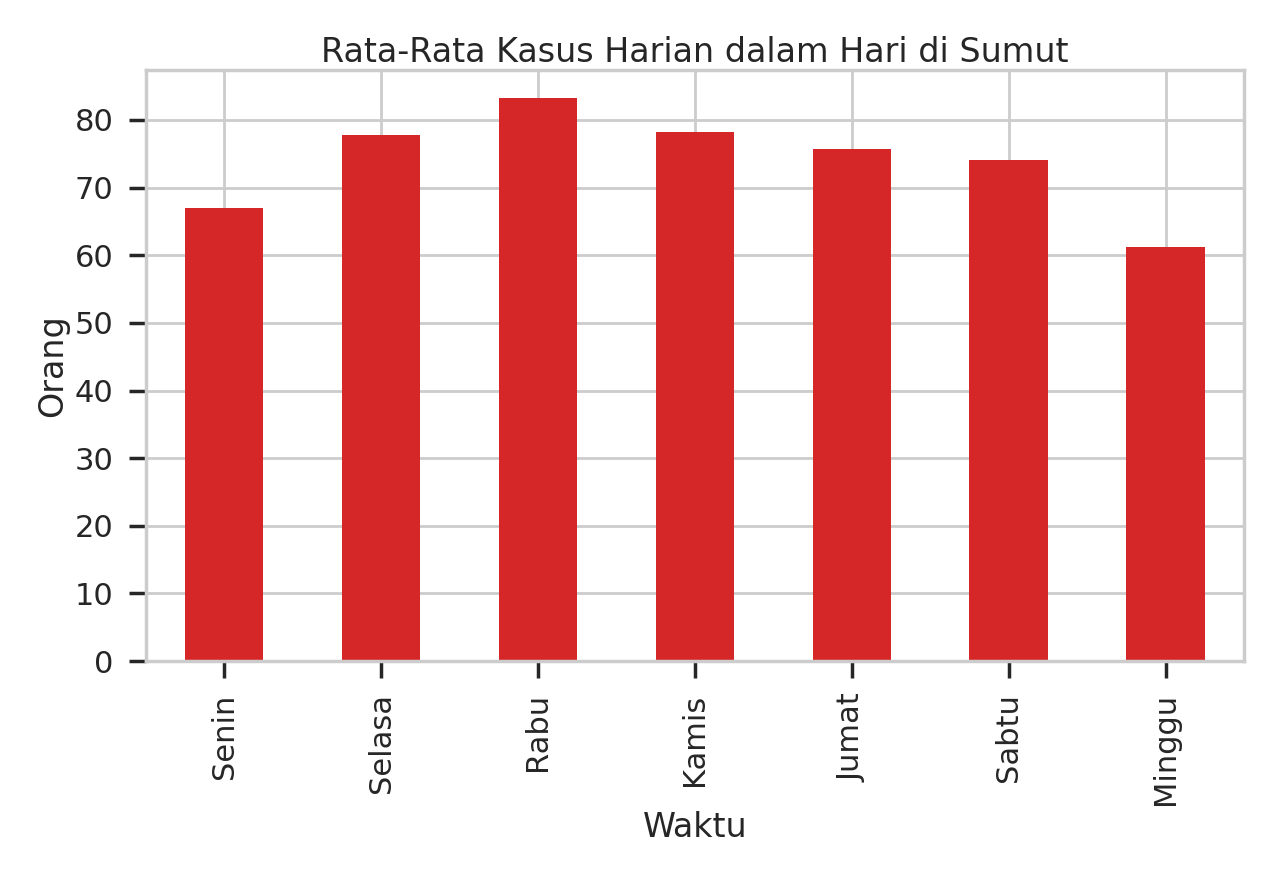 Rata-Rata Kasus Harian dalam Hari di Sumut
80
70
60
50
40
30
20
10
0
Orang
Senin
Selasa
Rabu
Kamis
Jumat
Sabtu
Minggu
Waktu